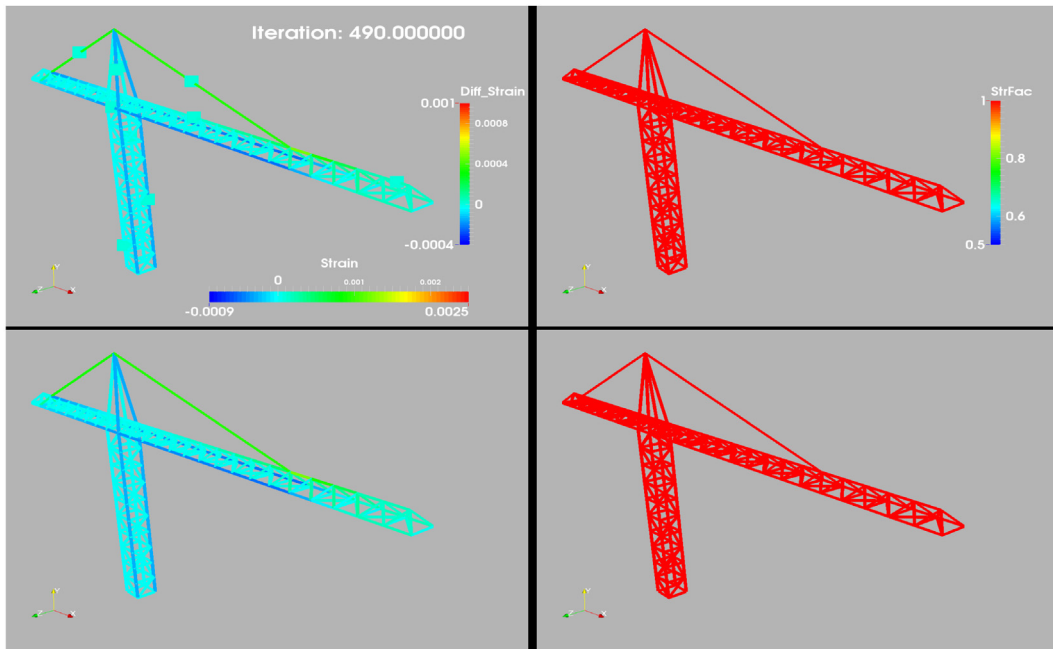 Iteration: 490.000000
Diff_Strain
0.001
0.0008
0.0004
0
-0.0004
Strain
0
0.001
0.002
-0.0009
0.0025
Y
Z
X
StrFac
1
0.8
0.6
0.5
Y
Z
X
Y
Z
X
Y
Z
X